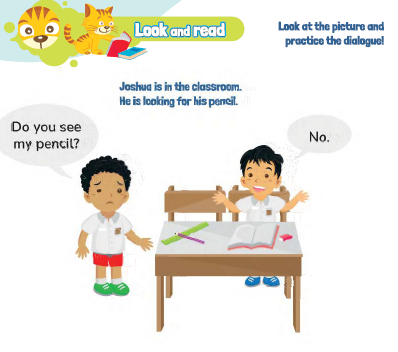 Look and read
Look at the picture and
practice the dialogue!
Joshua is in the classroom.
He is looking for his pencil.
Do you see
my pencil?
No.